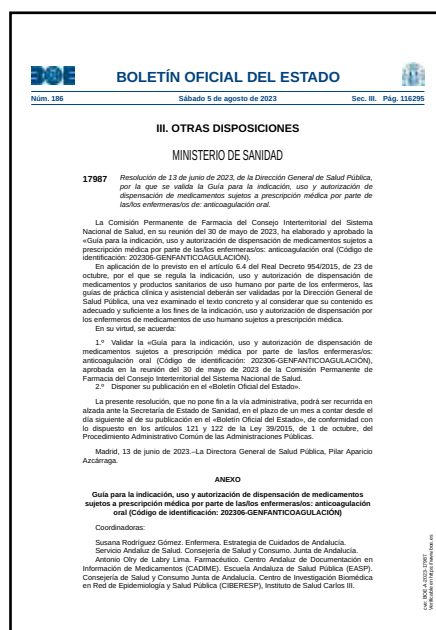 BOE
BOLETÍN OFICIAL DEL ESTADO
Núm. 186 Sábado 5 de agosto de 2023 Sec. III. Pág. 116295
III. OTRAS DISPOSICIONES
MINISTERIO DE SANIDAD
17987 Resolución de 13 de junio de 2023, de la Dirección General de Salud Pública,
por la que se valida la Guía para la indicación, uso y autorización de
dispensación de medicamentos sujetos a prescripción médica por parte de
las/los enfermeras/os de: anticoagulación oral.
La Comisión Permanente de Farmacia del Consejo Interterritorial del Sistema
Nacional de Salud, en su reunión del 30 de mayo de 2023, ha elaborado y aprobado la
«Guía para la indicación, uso y autorización de dispensación de medicamentos sujetos a
prescripción médica por parte de las/los enfermeras/os: anticoagulación oral (Código de
identificación: 202306-GENFANTICOAGULACIÓN)».
En aplicación de lo previsto en el artículo 6.4 del Real Decreto 954/2015, de 23 de
octubre, por el que se regula la indicación, uso y autorización de dispensación de
medicamentos y productos sanitarios de uso humano por parte de los enfermeros, las
guías de práctica clínica y asistencial deberán ser validadas por la Dirección General de
Salud Pública, una vez examinado el texto concreto y al considerar que su contenido es
adecuado y suficiente a los fines de la indicación, uso y autorización de dispensación por
los enfermeros de medicamentos de uso humano sujetos a prescripción médica.
En su virtud, se acuerda:
1.º Validar la «Guía para la indicación, uso y autorización de dispensación de
medicamentos sujetos a prescripción médica por parte de las/los enfermeras/os:
anticoagulación oral (Código de identificación: 202306-GENFANTICOAGULACIÓN),
aprobada en la reunión del 30 de mayo de 2023 de la Comisión Permanente de
Farmacia del Consejo Interterritorial del Sistema Nacional de Salud.
2.º Disponer su publicación en el «Boletín Oficial del Estado».
La presente resolución, que no pone fin a la vía administrativa, podrá ser recurrida en
alzada ante la Secretaría de Estado de Sanidad, en el plazo de un mes a contar desde el
día siguiente al de su publicación en el «Boletín Oficial del Estado», de conformidad con
lo dispuesto en los artículos 121 y 122 de la Ley 39/2015, de 1 de octubre, del
Procedimiento Administrativo Común de las Administraciones Públicas.
Madrid, 13 de junio de 2023.–La Directora General de Salud Pública, Pilar Aparicio
Azcárraga.
ANEXO
Guía para la indicación, uso y autorización de dispensación de medicamentos
sujetos a prescripción médica por parte de las/los enfermeras/os: anticoagulación
oral (Código de identificación: 202306-GENFANTICOAGULACIÓN)
Coordinadoras:
Susana Rodríguez Gómez. Enfermera. Estrategia de Cuidados de Andalucía.
Servicio Andaluz de Salud. Consejería de Salud y Consumo. Junta de Andalucía.
Antonio Olry de Labry Lima. Farmacéutico. Centro Andaluz de Documentación en
Información de Medicamentos (CADIME). Escuela Andaluza de Salud Pública (EASP).
Consejería de Salud y Consumo Junta de Andalucía. Centro de Investigación Biomédica
en Red de Epidemiología y Salud Pública (CIBERESP), Instituto de Salud Carlos III.
cve: BOE-A-2023-17987
Verificable en https://www.boe.es